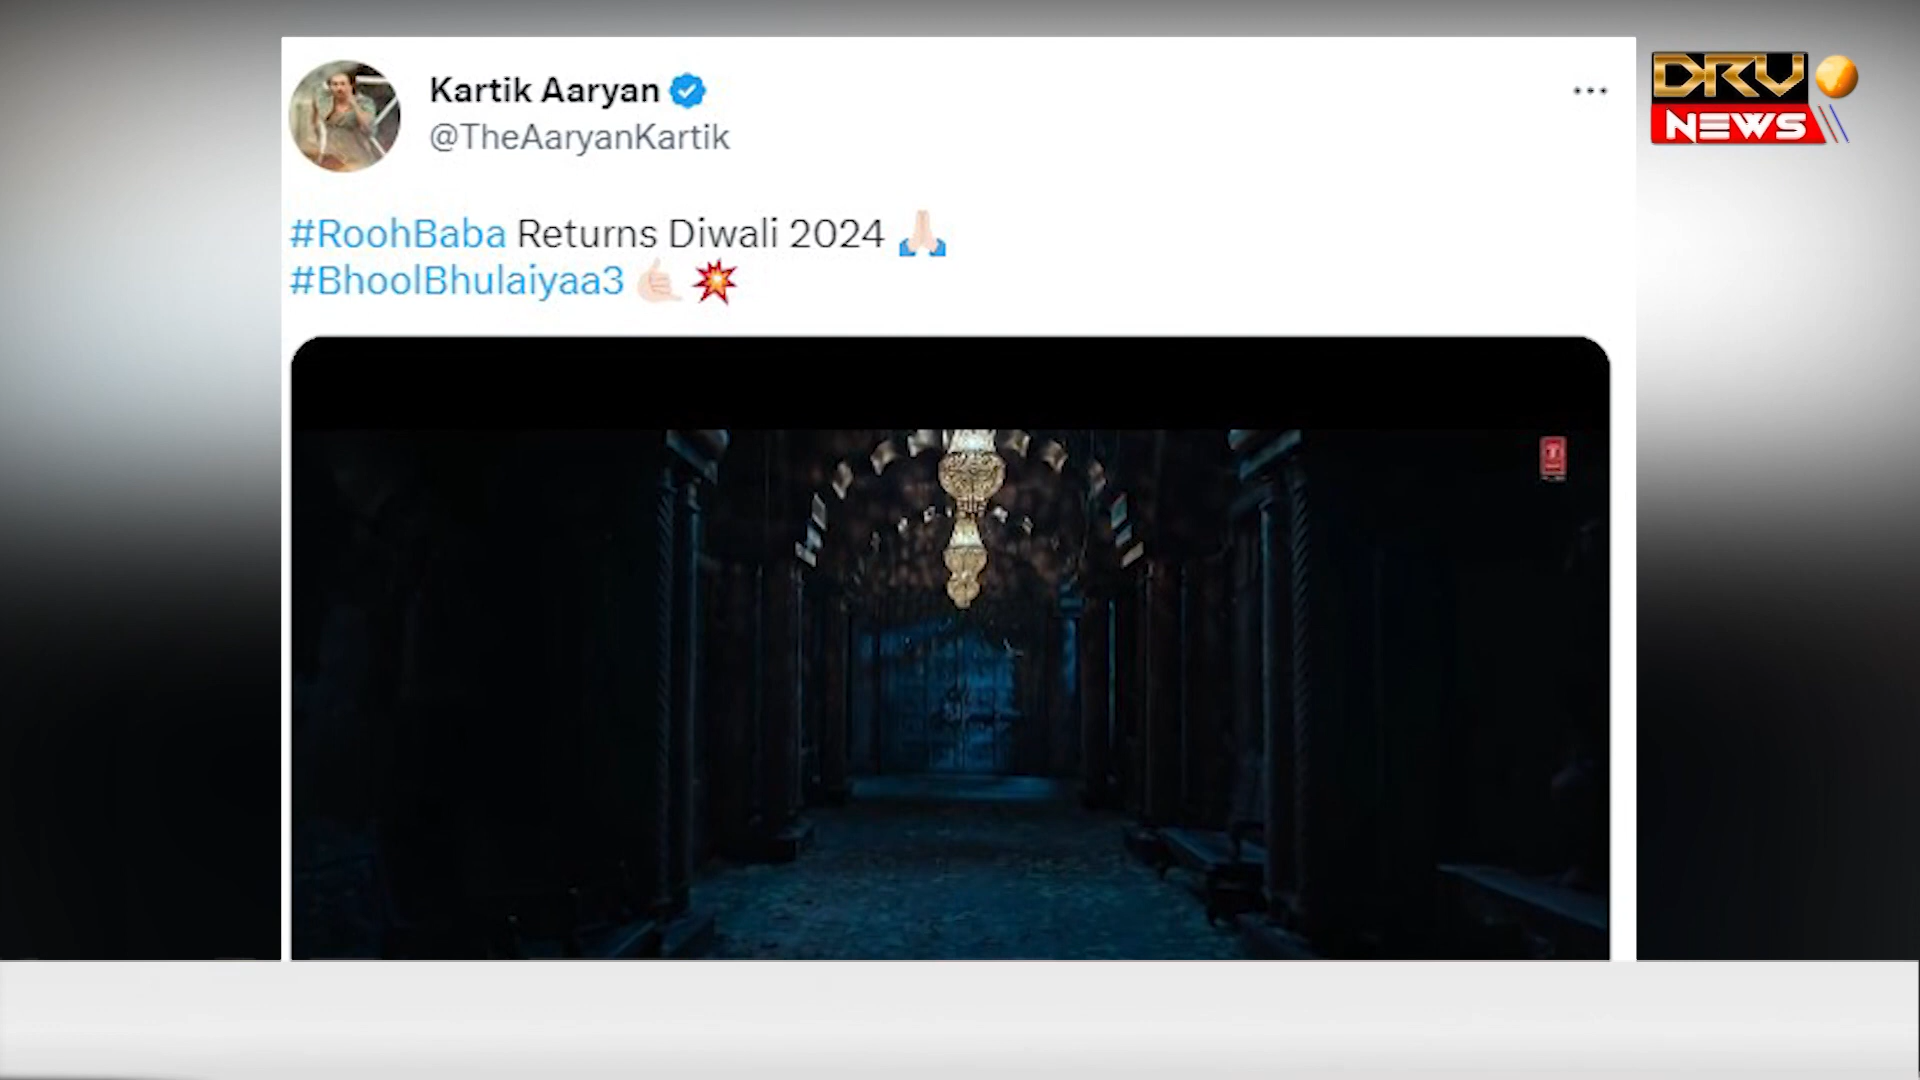 Kartik Aaryan
@TheAaryanKartik
#RoohBaba Returns Diwali 2024 🙏🏻
#BhoolBhulaiyaa3 🤙🏻 💥
DRV
NEWS
T